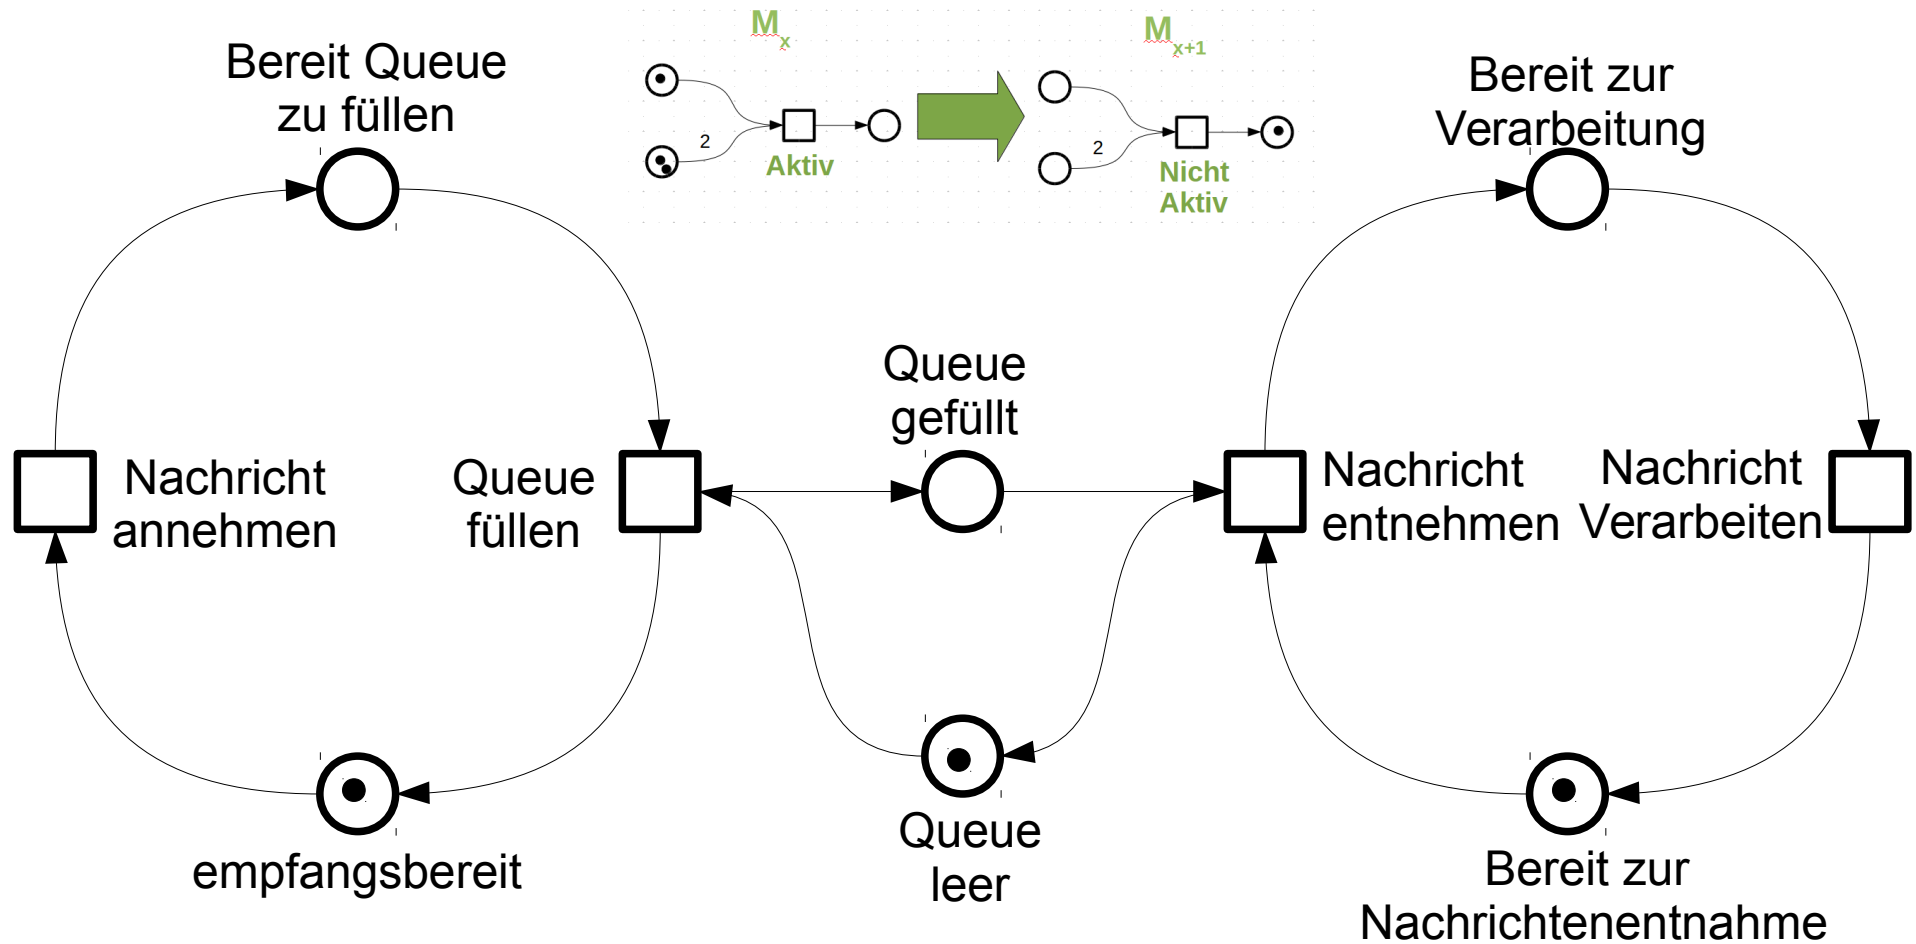 Bereit Queue
zu füllen
M
x
M
x+1
2
Aktiv
2
Nicht
Aktiv
Bereit zur
Verarbeitung
Queue
gefüllt
Nachricht
annehmen
Queue
füllen
Nachricht
entnehmen
Nachricht
Verarbeiten
empfangsbereit
Queue
leer
Bereit zur
Nachrichtenentnahme